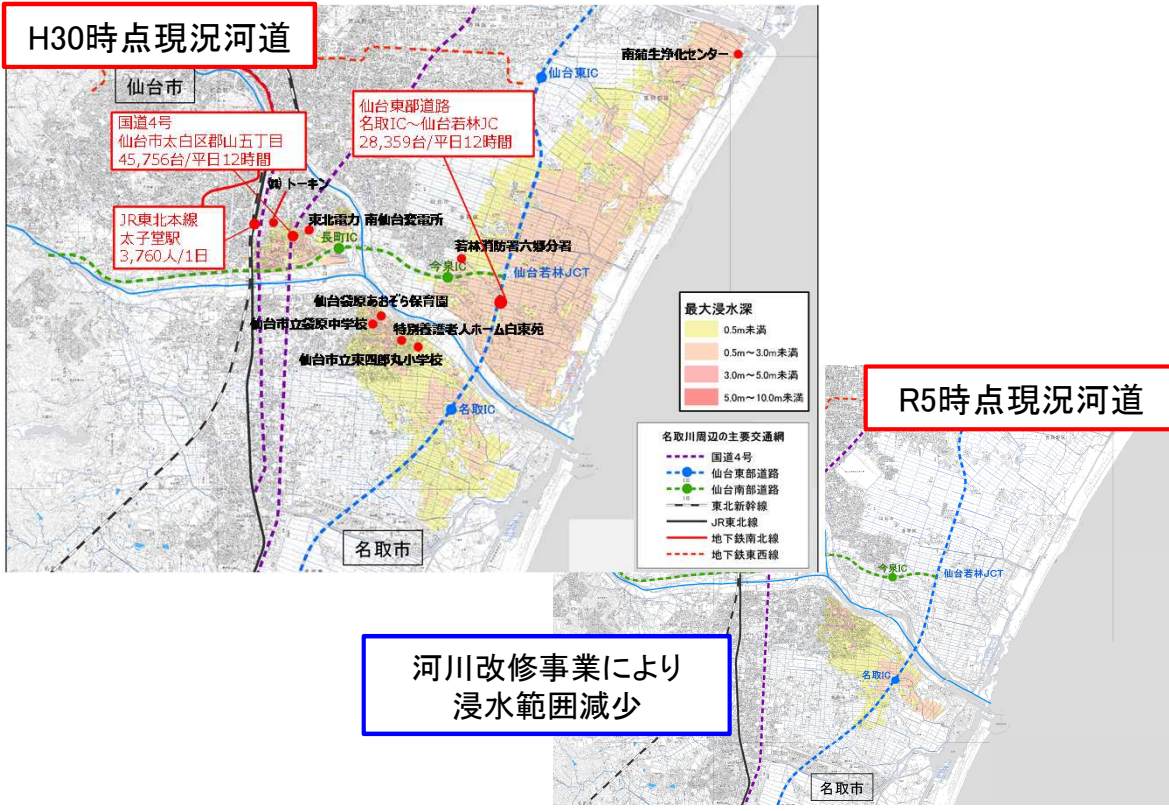 H30時点現況河道
仙台市
南蒲生浄化センター
仙台東IC
国道4号
仙台市太白区郡山五丁目
45,756台/平日12時間
仙台東部道路
名取IC～仙台若林JC
28,359台/平日12時間
㈱ トーキン
JR東北本線
太子堂駅
3,760人/1日
東北電力 南仙台変電所
長町IC
若林消防署六郷分署
今泉IC
仙台若林JCT
仙台袋原あおぞら保育園
仙台市立袋原中学校
特別養護老人ホーム白東苑
仙台市立東四郎丸小学校
名取IC
名取市
最大浸水深
0.5m未満
0.5m～3.0m未満
3.0m～5.0m未満
5.0m～10.0m未満
名取川周辺の主要交通網
国道4号
仙台東部道路
IC
仙台南部道路
IC
東北新幹線
JR東北線
地下鉄南北線
地下鉄東西線
R5時点現況河道
今泉IC
仙台若林JCT
名取IC
名取市
河川改修事業により
浸水範囲減少